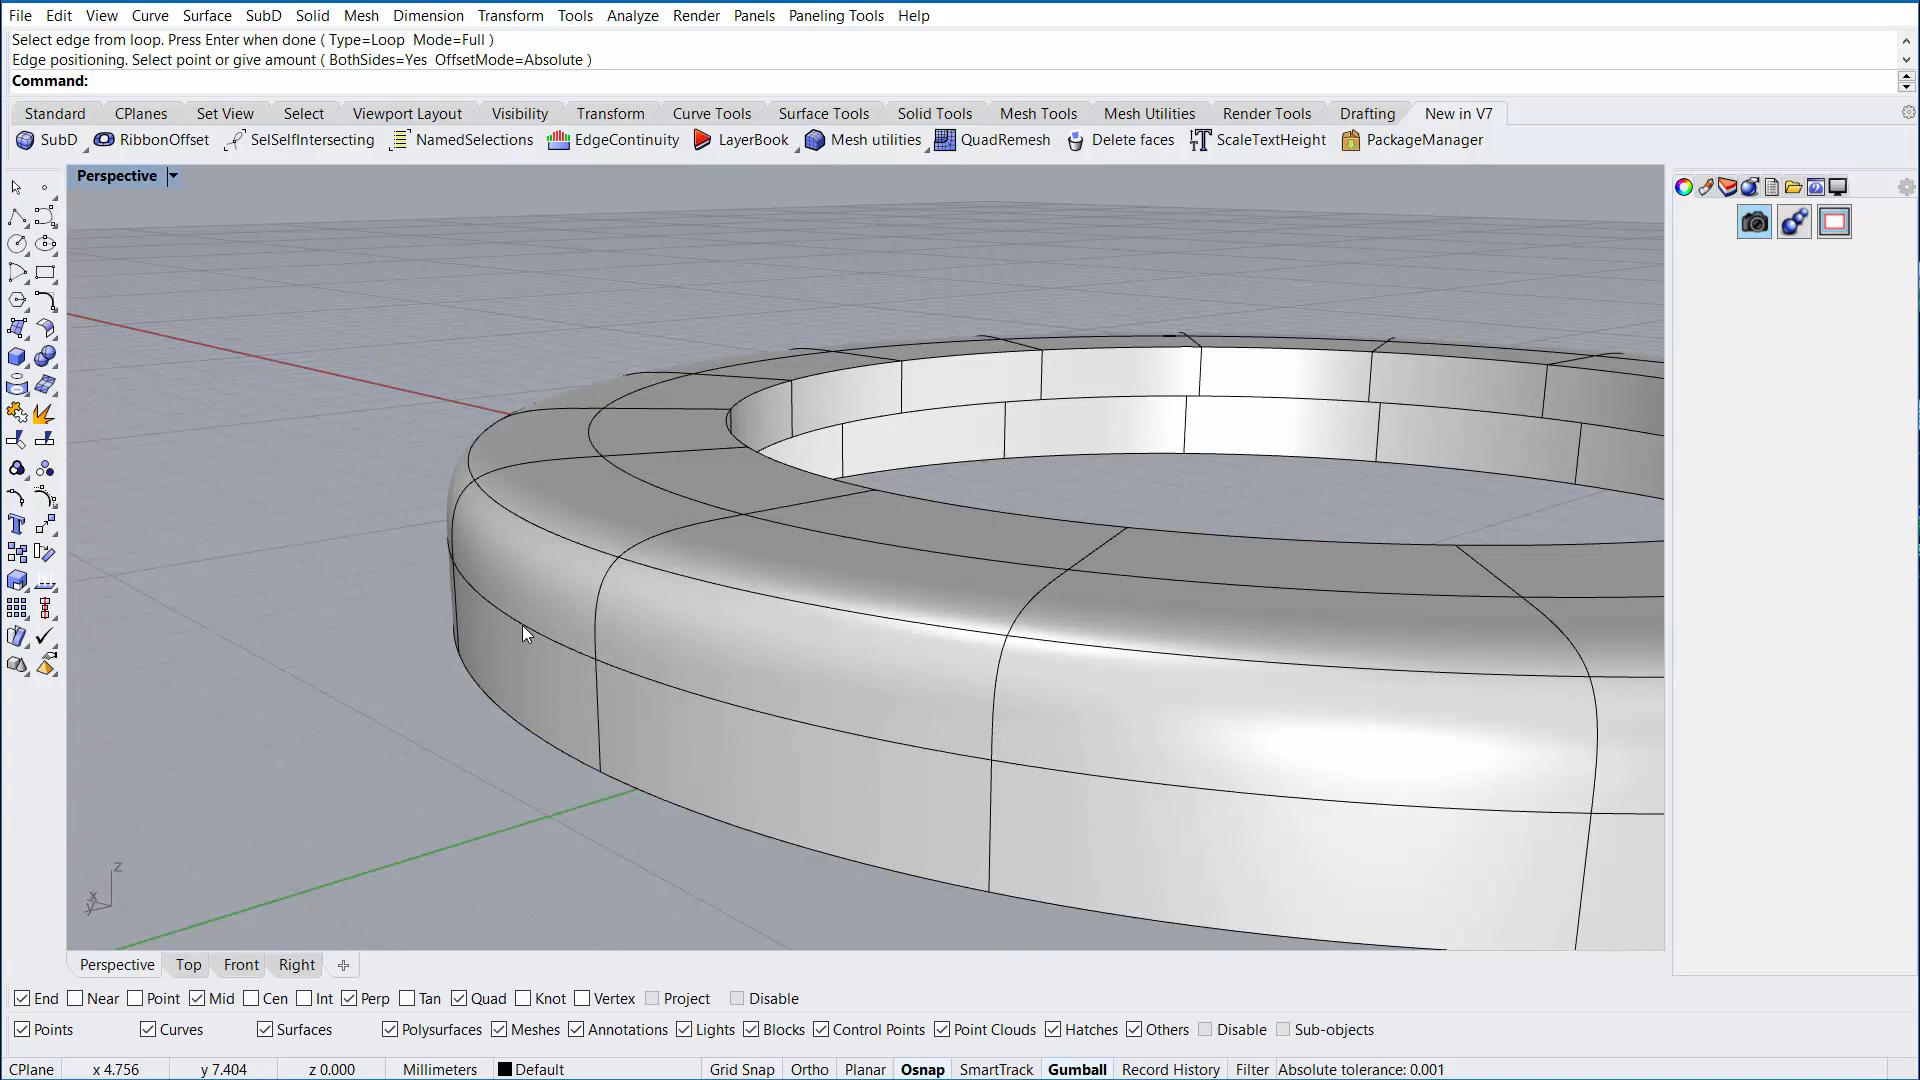 File Edit View Curve Surface SubD Solid Mesh Dimension Transform Tools Analyze Render Panels Paneling Tools Help
Select edge from loop. Press Enter when done ( Type=Loop Mode=Full )
Edge positioning. Select point or give amount ( BothSides=Yes OffsetMode=Absolute )
Command:
Standard CPlanes Set View Select Viewport Layout Visibility Transform Curve Tools Surface Tools Solid Tools Mesh Tools Mesh Utilities Render Tools Drafting New in V7
SubD RibbonOffset SelSelfIntersecting NamedSelections EdgeContinuity LayerBook Mesh utilities QuadRemesh Delete faces ScaleTextHeight PackageManager
Perspective
z
x
y
Perspective Top Front Right
End Near Point Mid Cen Int Perp Tan Quad Knot Vertex Project Disable
Points Curves Surfaces Polysurfaces Meshes Annotations Lights Blocks Control Points Point Clouds Hatches Others Disable Sub-objects
CPlane x 4.756 y 7.404 z 0.000 Millimeters Default Grid Snap Ortho Planar Osnap SmartTrack Gumball Record History Filter Absolute tolerance: 0.001